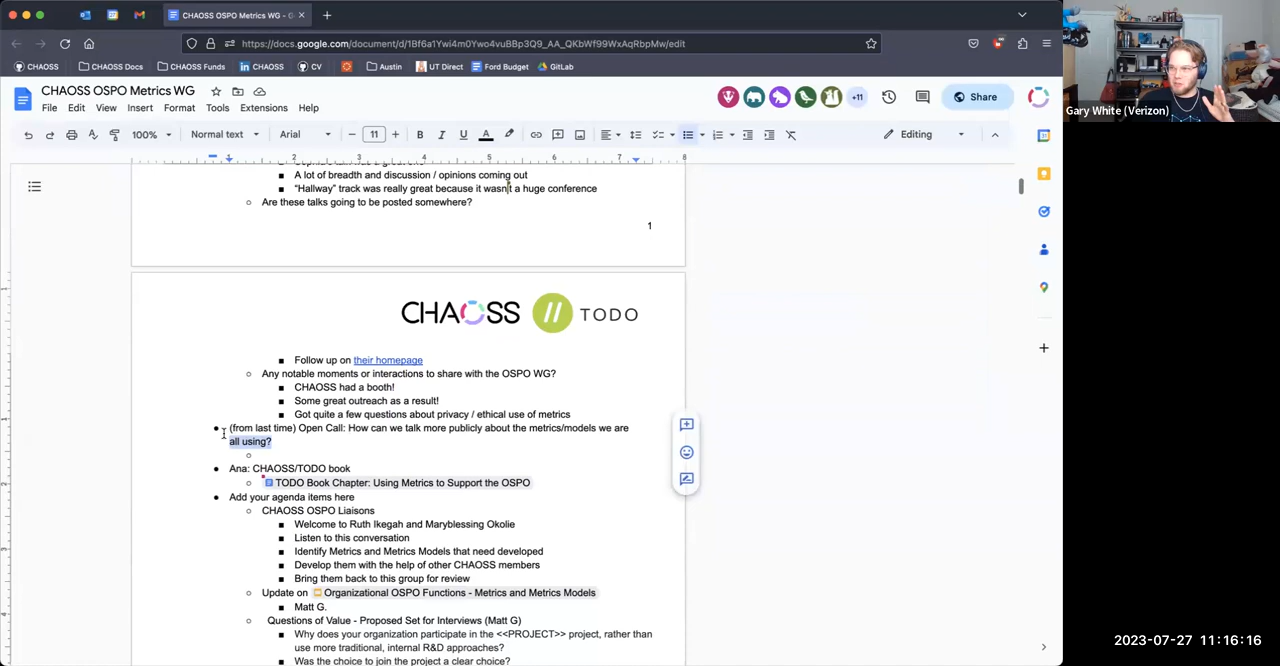 CHAOSS OSPO Metrics WG - G
https://docs.google.com/document/d/1Bf6a1Ywi4m0Ywo4vuBBp3Q9_AA_QKbWf99WxAqRbpMw/edit
CHAOSS
CHAOSS Docs
CHAOSS Funds
CHAOSS
CV
Austin
UT Direct
Ford Budget
GitLab
CHAOSS Metrics WG
File Edit View Insert Format Tools Extensions Help
+11
Share
100%
Normal text
Arial
11
Editing
2 3 4 5 6 7 8
A lot of breadth and discussion / opinions coming out
“Hallway” track was really great because it wasn't a huge conference
Are these talks going to be posted somewhere?
1
CHAOSS // TODO
Follow up on their homepage
Any notable moments or interactions to share with the OSPO WG?
CHAOSS had a booth!
Some great outreach as a result!
Got quite a few questions about privacy / ethical use of metrics
(from last time) Open Call: How can we talk more publicly about the metrics/models we are
all using?
Ana: CHAOSS/TODO book
TODO Book Chapter: Using Metrics to Support the OSPO
Add your agenda items here
CHAOSS OSPO Liaisons
Welcome to Ruth Ikegah and Maryblessing Okolie
Listen to this conversation
Identify Metrics and Metrics Models that need developed
Develop them with the help of other CHAOSS members
Bring them back to this group for review
Update on Organizational OSPO Functions - Metrics and Metrics Models
Matt G.
Questions of Value - Proposed Set for Interviews (Matt G)
Why does your organization participate in the <<PROJECT>> project, rather than
use more traditional, internal R&D approaches?
Was the choice to join the project a clear choice?
Gary White (Verizon)
2023-07-27 11:16:16